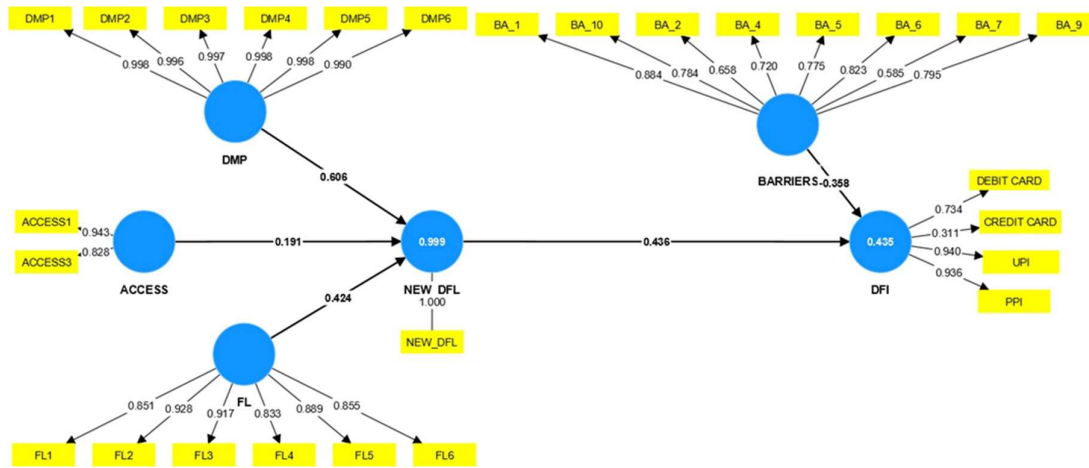 DMP1 DMP2 DMP3 DMP4 DMP5 DMP6
0.998 0.996 0.997 0.998 0.998 0.990
DMP
BA_1 BA_10 BA_2 BA_4 BA_5 BA_6 BA_7 BA_9
0.884 0.784 0.658 0.720 0.775 0.823 0.585 0.795
BARRIERS -0.358
0.606
ACCESS1
0.943
ACCESS3
0.828
ACCESS
0.191
0.999
NEW_DFL
1.000
NEW_DFL
0.436
0.435
DFI
DEBIT CARD
0.734
CREDIT CARD
0.311
UPI
0.940
PPI
0.936
0.424
FL
0.851 0.928 0.917 0.833 0.889 0.855
FL1 FL2 FL3 FL4 FL5 FL6